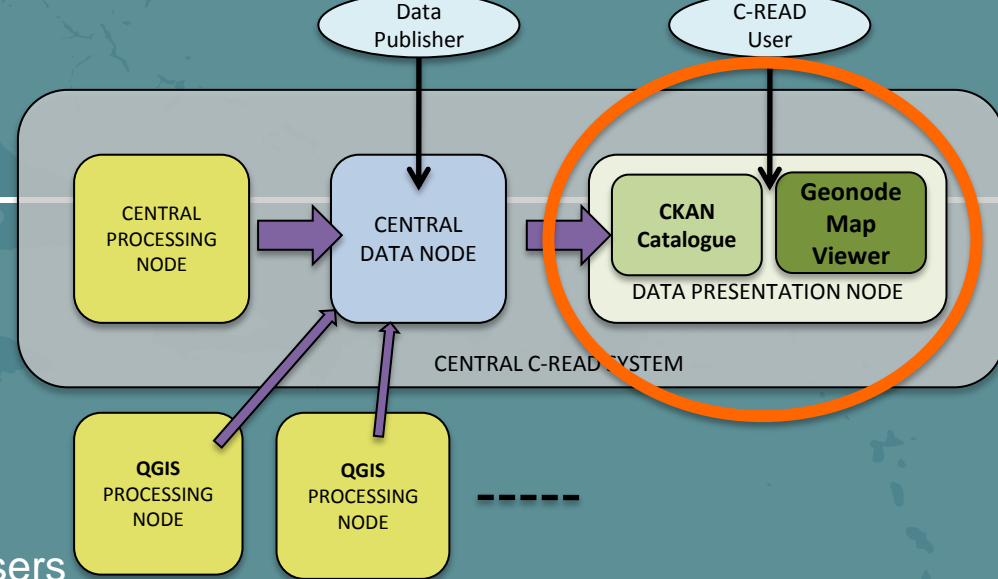 Data
Publisher
C-READ
User
CENTRAL
PROCESSING
NODE
CENTRAL
DATA NODE
CKAN
Catalogue
Geonode
Map
Viewer
DATA PRESENTATION NODE
CENTRAL C-READ SYSTEM
QGIS
PROCESSING
NODE
QGIS
PROCESSING
NODE
sers